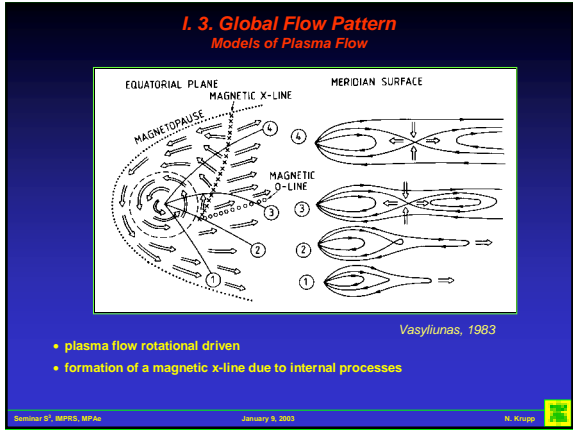 I. 3. Global Flow Pattern
Models of Plasma Flow
EQUATORIAL PLANE
MERIDIAN SURFACE
MAGNETIC X-LINE
MAGNETOPAUSE
4
4
MAGNETIC
O-LINE
3
3
2
2
1
1
Vasyliunas, 1983
• plasma flow rotational driven
• formation of a magnetic x-line due to internal processes
Seminar S³, IMPRS, MPAe
January 9, 2003
N. Krupp